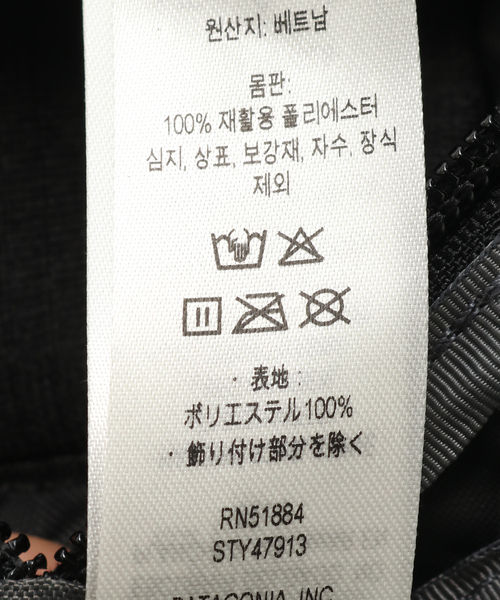 원산지: 베트남
몸판:
100% 재활용 폴리에스터
심지, 상표, 보강재, 자수, 장식
제외
・表地：
ポリエステル100%
・飾り付け部分を除く
RN51884
STY47913
PATAGONIA, INC.